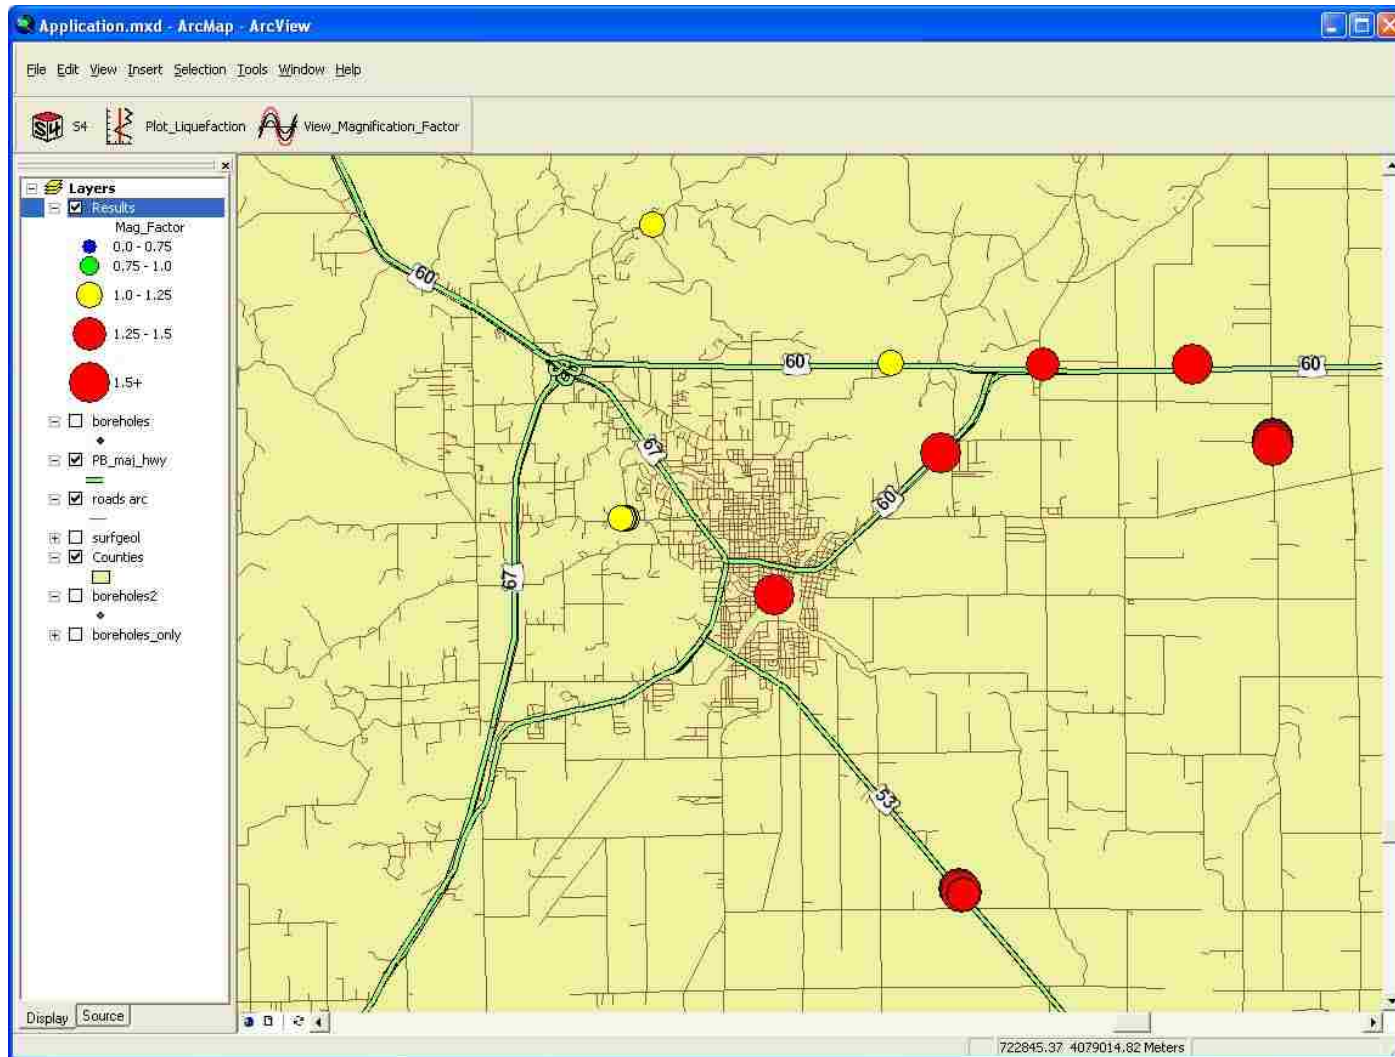 Application.mxd - ArcMap - ArcView
File Edit View Insert Selection Tools Window Help
S4 S4 Plot_Liquefaction View_Magnification_Factor
Layers
Results
Mag_Factor
0.0 - 0.75
0.75 - 1.0
1.0 - 1.25
1.25 - 1.5
1.5+
boreholes
PB_maj_hwy
roads arc
surfgeol
Counties
boreholes2
boreholes_only
Display Source
60
60
60
67
60
67
53
722845.37 4079014.82 Meters